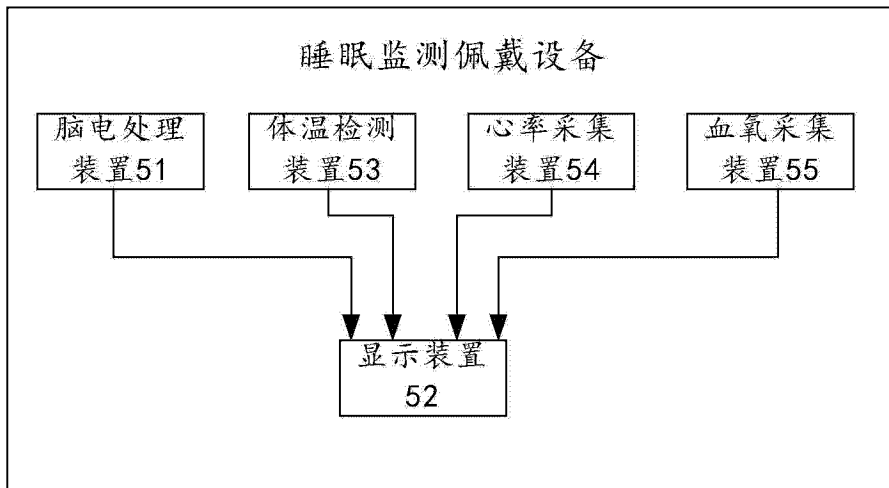 睡眠监测佩戴设备
脑电处理
装置51
体温检测
装置53
心率采集
装置54
血氧采集
装置55
显示装置
52